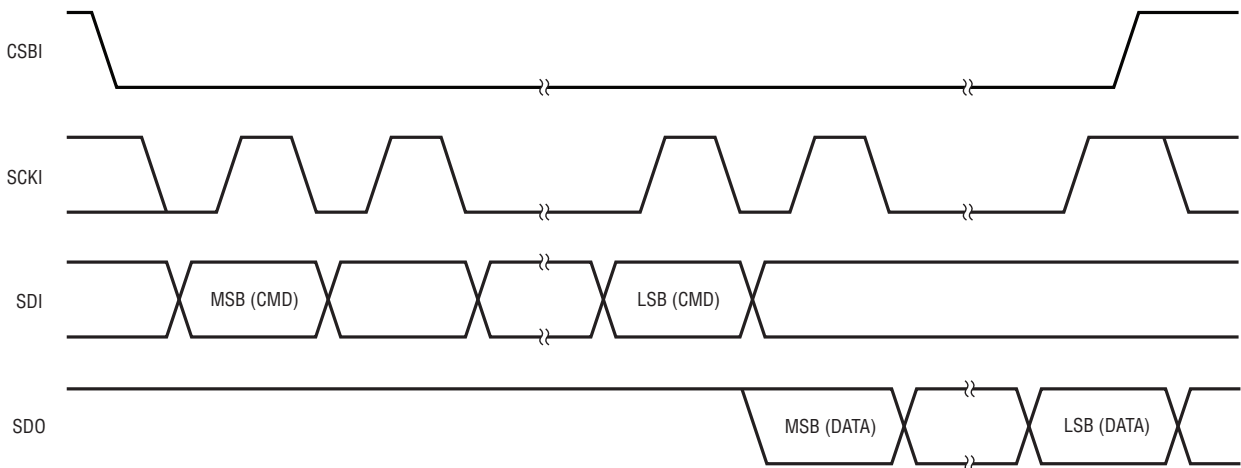 CSBI
SCKI
SDI
MSB (CMD)
LSB (CMD)
SDO
MSB (DATA)
LSB (DATA)